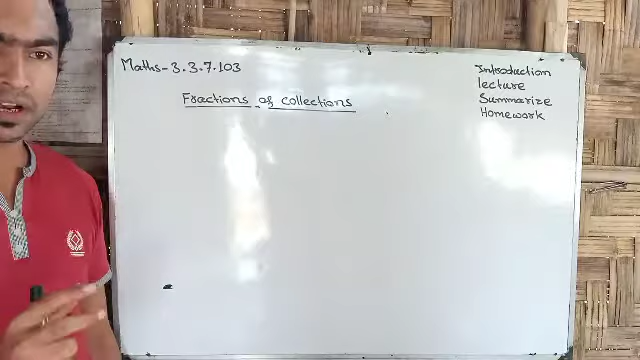 Maths-3.3.7.103
Fractions of collections
Introduction
lecture
Summarize
Homework